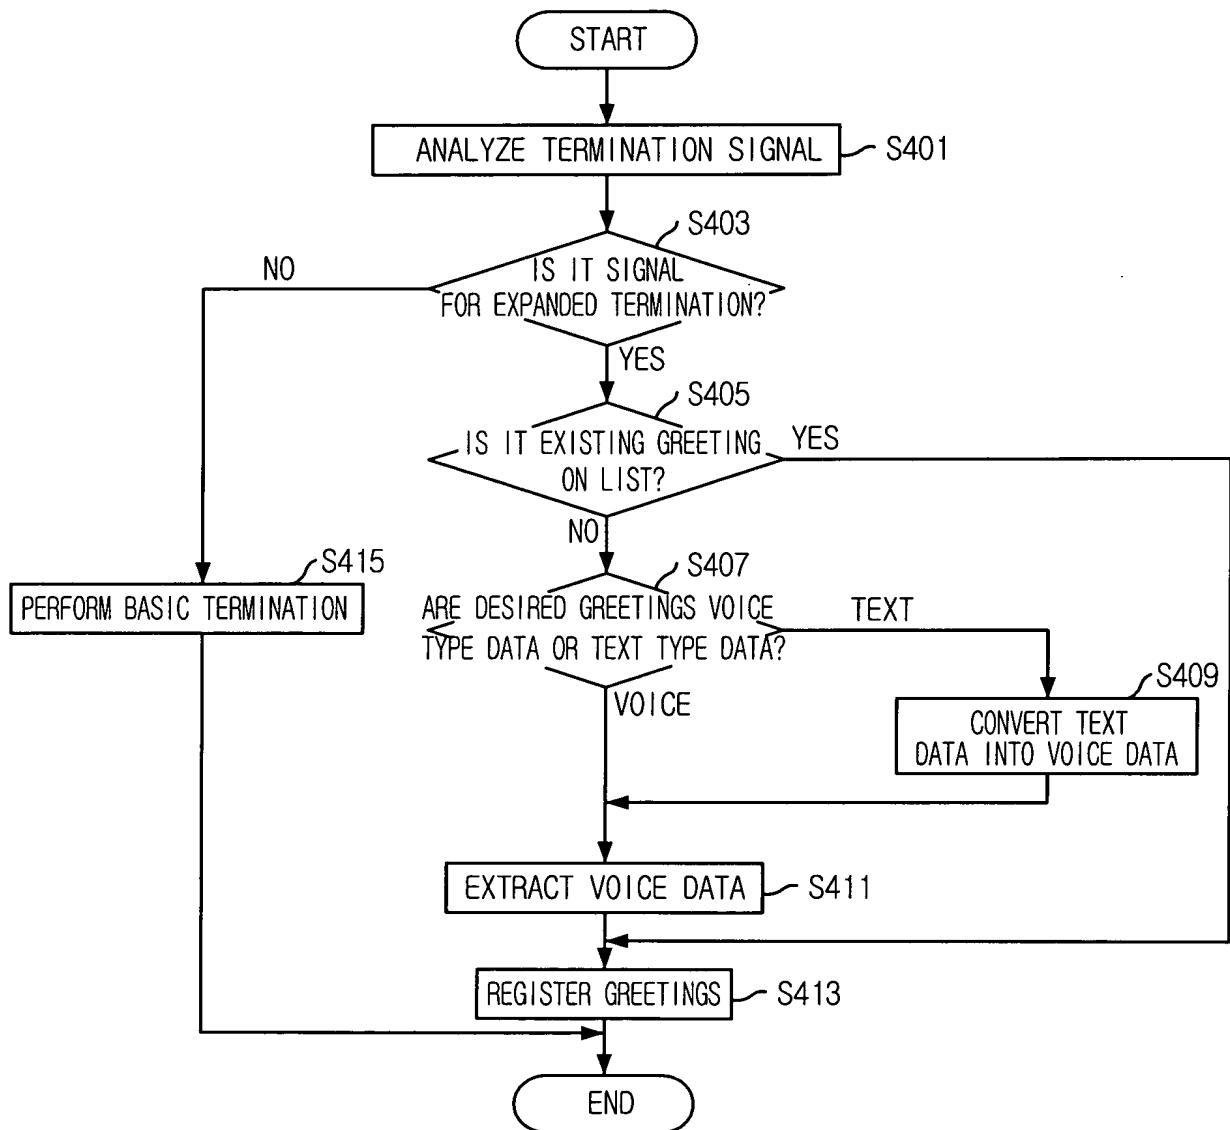 START
ANALYZE TERMINATION SIGNAL
S401
S403
IS IT SIGNAL
FOR EXPANDED TERMINATION?
NO
YES
S405
IS IT EXISTING GREETING
ON LIST?
YES
NO
S407
ARE DESIRED GREETINGS VOICE
TYPE DATA OR TEXT TYPE DATA?
TEXT
VOICE
S415
PERFORM BASIC TERMINATION
S409
CONVERT TEXT
DATA INTO VOICE DATA
EXTRACT VOICE DATA
S411
REGISTER GREETINGS
S413
END